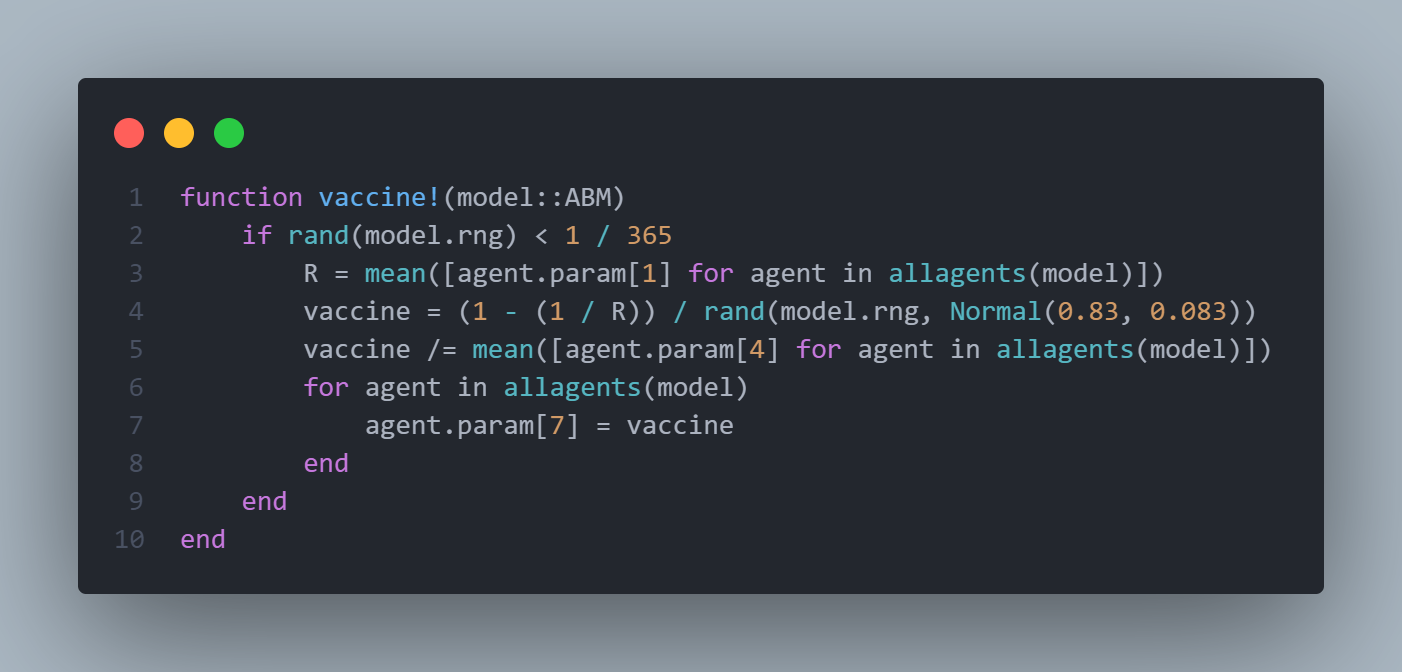 1 function vaccine!(model::ABM)
2     if rand(model.rng) < 1 / 365
3         R = mean([agent.param[1] for agent in allagents(model)])
4         vaccine = (1 - (1 / R)) / rand(model.rng, Normal(0.83, 0.083))
5         vaccine /= mean([agent.param[4] for agent in allagents(model)])
6         for agent in allagents(model)
7             agent.param[7] = vaccine
8         end
9     end
10 end